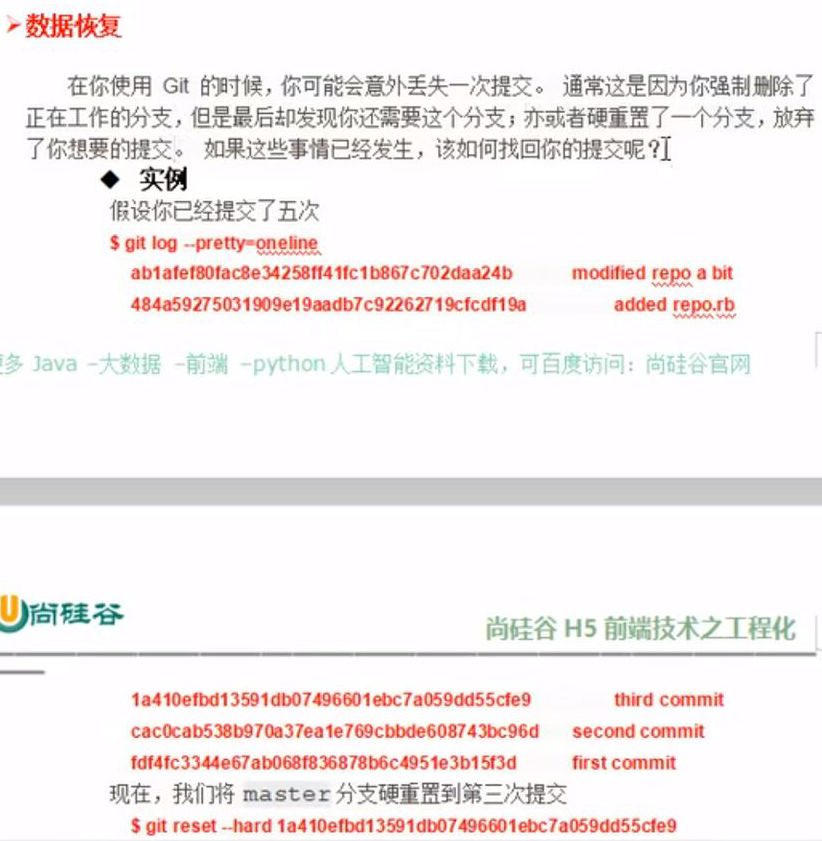 数据恢复
在你使用 Git 的时候，你可能会意外丢失一次提交。 通常这是因为你强制删除了
正在工作的分支，但是最后却发现你还需要这个分支；亦或者硬重置了一个分支，放弃
了你想要的提交。 如果这些事情已经发生，该如何找回你的提交呢？
◆ 实例
假设你已经提交了五次
$ git log --pretty=oneline
ab1afef80fac8e34258ff41fc1b867c702daa24b modified repo a bit
484a59275031909e19aadb7c92262719cfcdf19a added repo.rb
更多 Java -大数据 -前端 -python 人工智能资料下载，可百度访问：尚硅谷官网
尚硅谷
尚硅谷 H5 前端技术之工程化
1a410efbd13591db07496601ebc7a059dd55cfe9 third commit
cac0cab538b970a37ea1e769cbbde608743bc96d second commit
fdf4fc3344e67ab068f836878b6c4951e3b15f3d first commit
现在，我们将 master 分支硬重置到第三次提交
$ git reset --hard 1a410efbd13591db07496601ebc7a059dd55cfe9